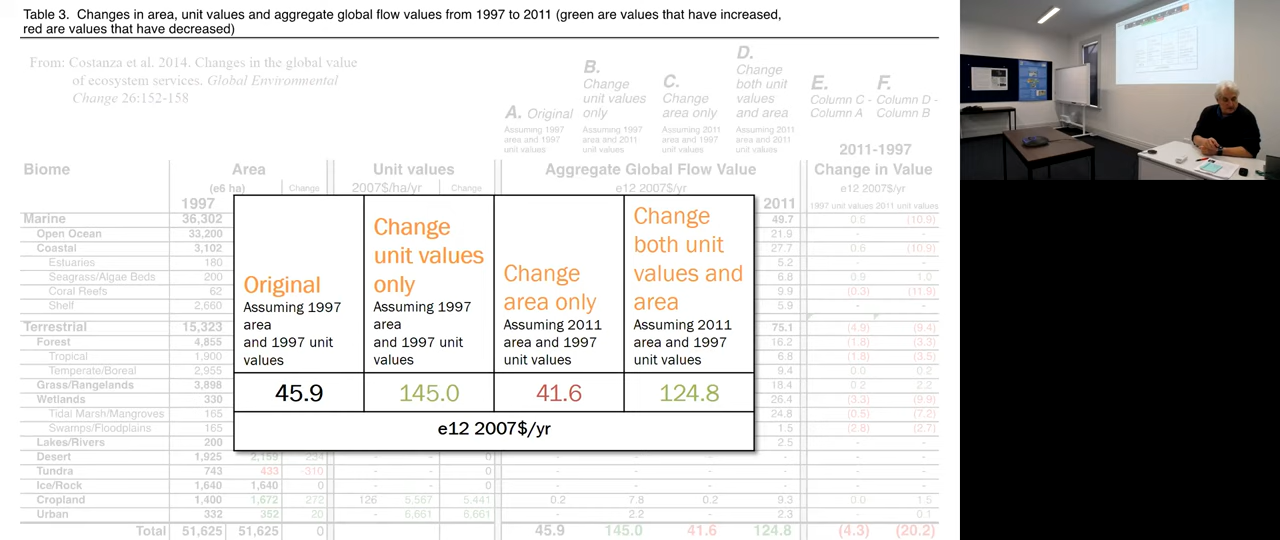 Table 3. Changes in area, unit values and aggregate global flow values from 1997 to 2011 (green are values that have increased,
red are values that have decreased)
From: Costanza et al. 2014. Changes in the global value
of ecosystem services. Global Environmental
Change 26:152-158
A. Original
Assuming 1997
area and 1997
unit values
B.
Change
unit values
only
Assuming 1997
area and 2011
unit values
C.
Change
area only
Assuming 2011
area and 1997
unit values
D.
Change
both unit
values
and area
Assuming 2011
area and 2011
unit values
E.
Column C -
Column A
F.
Column D -
Column B
2011-1997
Biome Area Unit values Aggregate Global Flow Value Change in Value
(e6 ha) Change 2007$/ha/yr Change e12 2007$/yr e12 2007$/yr
1997 2011 1997 unit values 2011 unit values
Marine 36,302 49.7 0.6 (10.9)
Open Ocean 33,200 21.9 - -
Coastal 3,102 27.7 0.6 (10.9)
Estuaries 180 5.2 - -
Seagrass/Algae Beds 200 6.8 0.9 1.0
Coral Reefs 62 9.9 (0.3) (11.9)
Shelf 2,660 5.9 - -
Terrestrial 15,323 75.1 (4.9) (9.4)
Forest 4,855 16.2 (1.8) (3.3)
Tropical 1,900 6.8 (1.8) (3.5)
Temperate/Boreal 2,955 9.4 0.0 0.2
Grass/Rangelands 3,898 18.4 0.2 2.2
Wetlands 330 26.4 (3.3) (9.9)
Tidal Marsh/Mangroves 165 24.8 (0.5) (7.2)
Swamps/Floodplains 165 1.5 (2.8) (2.7)
Lakes/Rivers 200 2.5 - -
Desert 1,925 2,159 234 - - 0 - - - - - -
Tundra 743 433 -310 - - 0 - - - - - -
Ice/Rock 1,640 1,640 0 - - 0 - - - - - -
Cropland 1,400 1,672 272 126 5,567 5,441 0.2 7.8 0.2 9.3 0.0 1.5
Urban 332 352 20 - 6,661 6,661 - 2.2 - 2.3 - 0.1
Total 51,625 51,625 0 45.9 145.0 41.6 124.8 (4.3) (20.2)
Original
Assuming 1997
area
and 1997 unit
values
Change
unit values
only
Assuming 1997
area
and 1997 unit
values
Change
area only
Assuming 2011
area and 1997
unit values
Change
both unit
values and
area
Assuming 2011
area and 1997
unit values
45.9 145.0 41.6 124.8
e12 2007$/yr